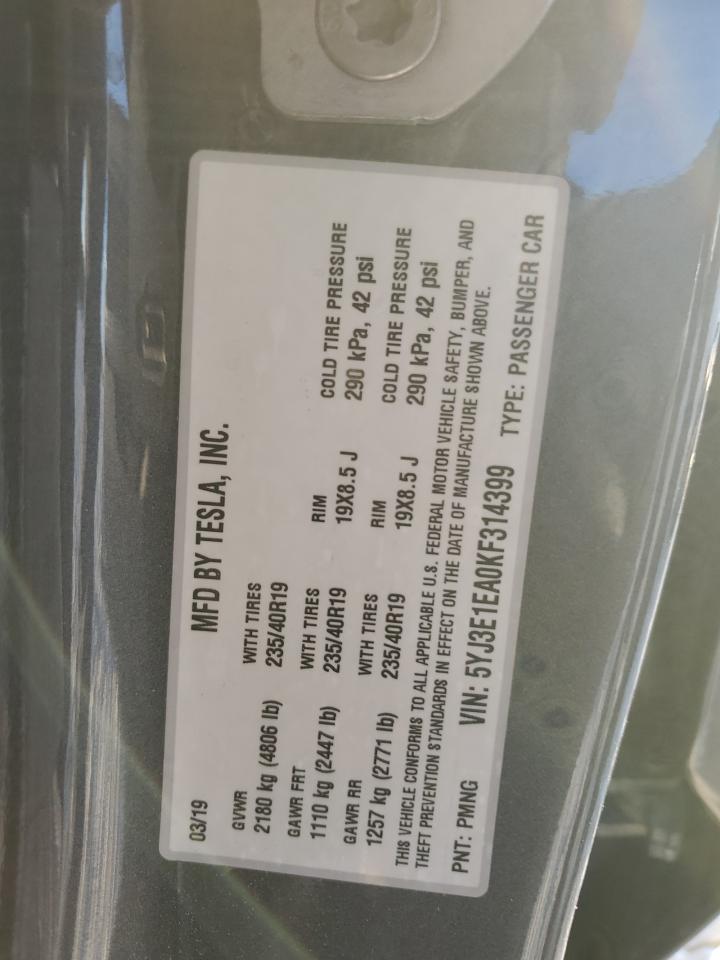 03/19 MFD BY TESLA, INC.
GVWR WITH TIRES
2180 kg (4806 lb) 235/40R19
GAWR FRT WITH TIRES RIM COLD TIRE PRESSURE
1110 kg (2447 lb) 235/40R19 19X8.5 J 290 kPa, 42 psi
GAWR RR WITH TIRES RIM COLD TIRE PRESSURE
1257 kg (2771 lb) 235/40R19 19X8.5 J 290 kPa, 42 psi
THIS VEHICLE CONFORMS TO ALL APPLICABLE U.S. FEDERAL MOTOR VEHICLE SAFETY, BUMPER, AND
THEFT PREVENTION STANDARDS IN EFFECT ON THE DATE OF MANUFACTURE SHOWN ABOVE.
PNT: PMNG VIN: 5YJ3E1EA0KF314399 TYPE: PASSENGER CAR